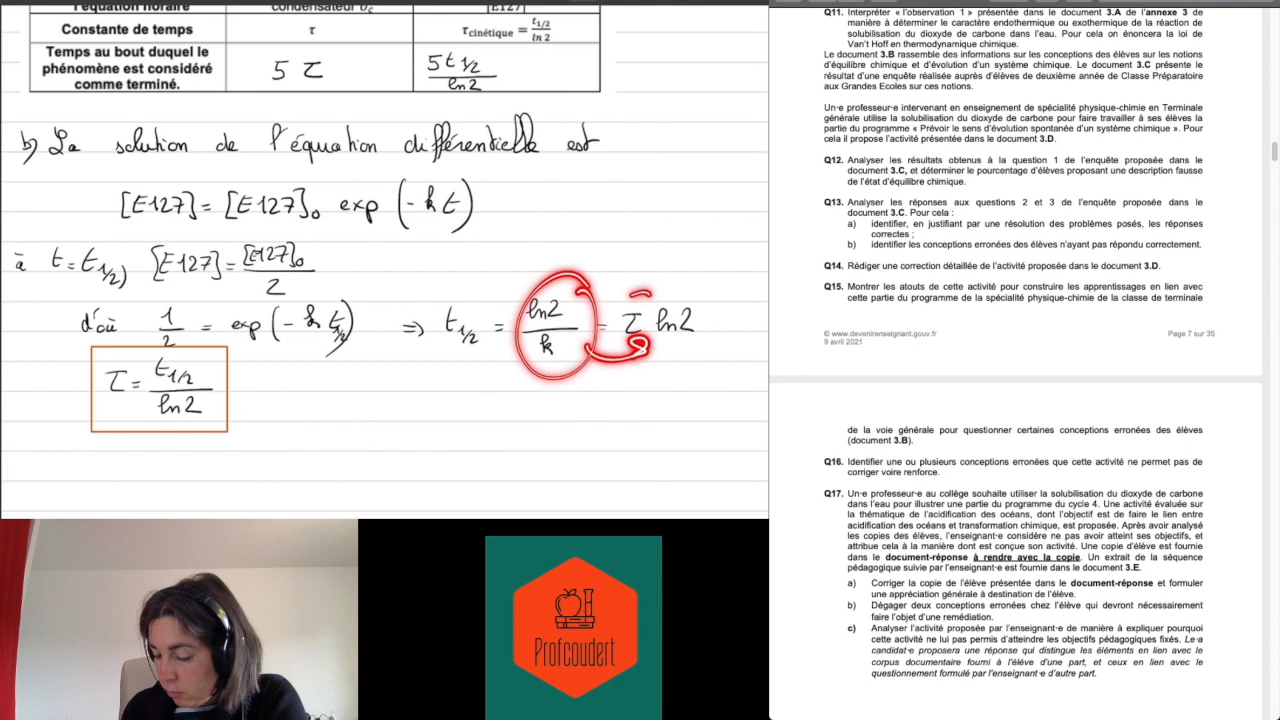 l'équation horaire
condensateur υc
[E127]
Constante de temps
τ
τcinétique = t1/2 / ln 2
Temps au bout duquel le
phénomène est considéré
comme terminé.
5 τ
5 t1/2 / ln 2
b) La solution de l'équation différentielle est
[E127] = [E127]₀ exp (- k t)
à t = t1/2, [E127] = [E127]₀ / 2
d'où 1/2 = exp (- k t1/2) ⇒ t1/2 = ln2 / k = τ ln2
τ = t1/2 / ln 2
Profcoudert
Q11. Interpréter « l'observation 1 » présentée dans le document 3.A de l'annexe 3 de
manière à déterminer le caractère endothermique ou exothermique de la réaction de
solubilisation du dioxyde de carbone dans l'eau. Pour cela on énoncera la loi de
Van't Hoff en thermodynamique chimique.
Le document 3.B rassemble des informations sur les conceptions des élèves sur les notions
d'équilibre chimique et d'évolution d'un système chimique. Le document 3.C présente le
résultat d'une enquête réalisée auprès d'élèves de deuxième année de Classe Préparatoire
aux Grandes Ecoles sur ces notions.
Un·e professeur·e intervenant en enseignement de spécialité physique-chimie en Terminale
générale utilise la solubilisation du dioxyde de carbone pour faire travailler à ses élèves la
partie du programme « Prévoir le sens d'évolution spontanée d'un système chimique ». Pour
cela il propose l'activité présentée dans le document 3.D.
Q12. Analyser les résultats obtenus à la question 1 de l'enquête proposée dans le
document 3.C, et déterminer le pourcentage d'élèves proposant une description fausse
de l'état d'équilibre chimique.
Q13. Analyser les réponses aux questions 2 et 3 de l'enquête proposée dans le
document 3.C. Pour cela :
a) identifier, en justifiant par une résolution des problèmes posés, les réponses
correctes ;
b) identifier les conceptions erronées des élèves n'ayant pas répondu correctement.
Q14. Rédiger une correction détaillée de l'activité proposée dans le document 3.D.
Q15. Montrer les atouts de cette activité pour construire les apprentissages en lien avec
cette partie du programme de la spécialité physique-chimie de la classe de terminale
© www.devenirenseignant.gouv.fr Page 7 sur 35
9 avril 2021
de la voie générale pour questionner certaines conceptions erronées des élèves
(document 3.B).
Q16. Identifier une ou plusieurs conceptions erronées que cette activité ne permet pas de
corriger voire renforce.
Q17. Un·e professeur·e au collège souhaite utiliser la solubilisation du dioxyde de carbone
dans l'eau pour illustrer une partie du programme du cycle 4. Une activité évaluée sur
la thématique de l'acidification des océans, dont l'objectif est de faire le lien entre
acidification des océans et transformation chimique, est proposée. Après avoir analysé
les copies des élèves, l'enseignant·e considère ne pas avoir atteint ses objectifs, et
attribue cela à la manière dont est conçue son activité. Une copie d'élève est fournie
dans le document-réponse à rendre avec la copie. Un extrait de la séquence
pédagogique suivie par l'enseignant·e est fournie dans le document 3.E.
a) Corriger la copie de l'élève présentée dans le document-réponse et formuler
une appréciation générale à destination de l'élève.
b) Dégager deux conceptions erronées chez l'élève qui devront nécessairement
faire l'objet d'une remédiation.
c) Analyser l'activité proposée par l'enseignant·e de manière à expliquer pourquoi
cette activité ne lui pas permis d'atteindre les objectifs pédagogiques fixés. Le·a
candidat·e proposera une réponse qui distingue les éléments en lien avec le
corpus documentaire fourni à l'élève d'une part, et ceux en lien avec le
questionnement formulé par l'enseignant·e d'autre part.